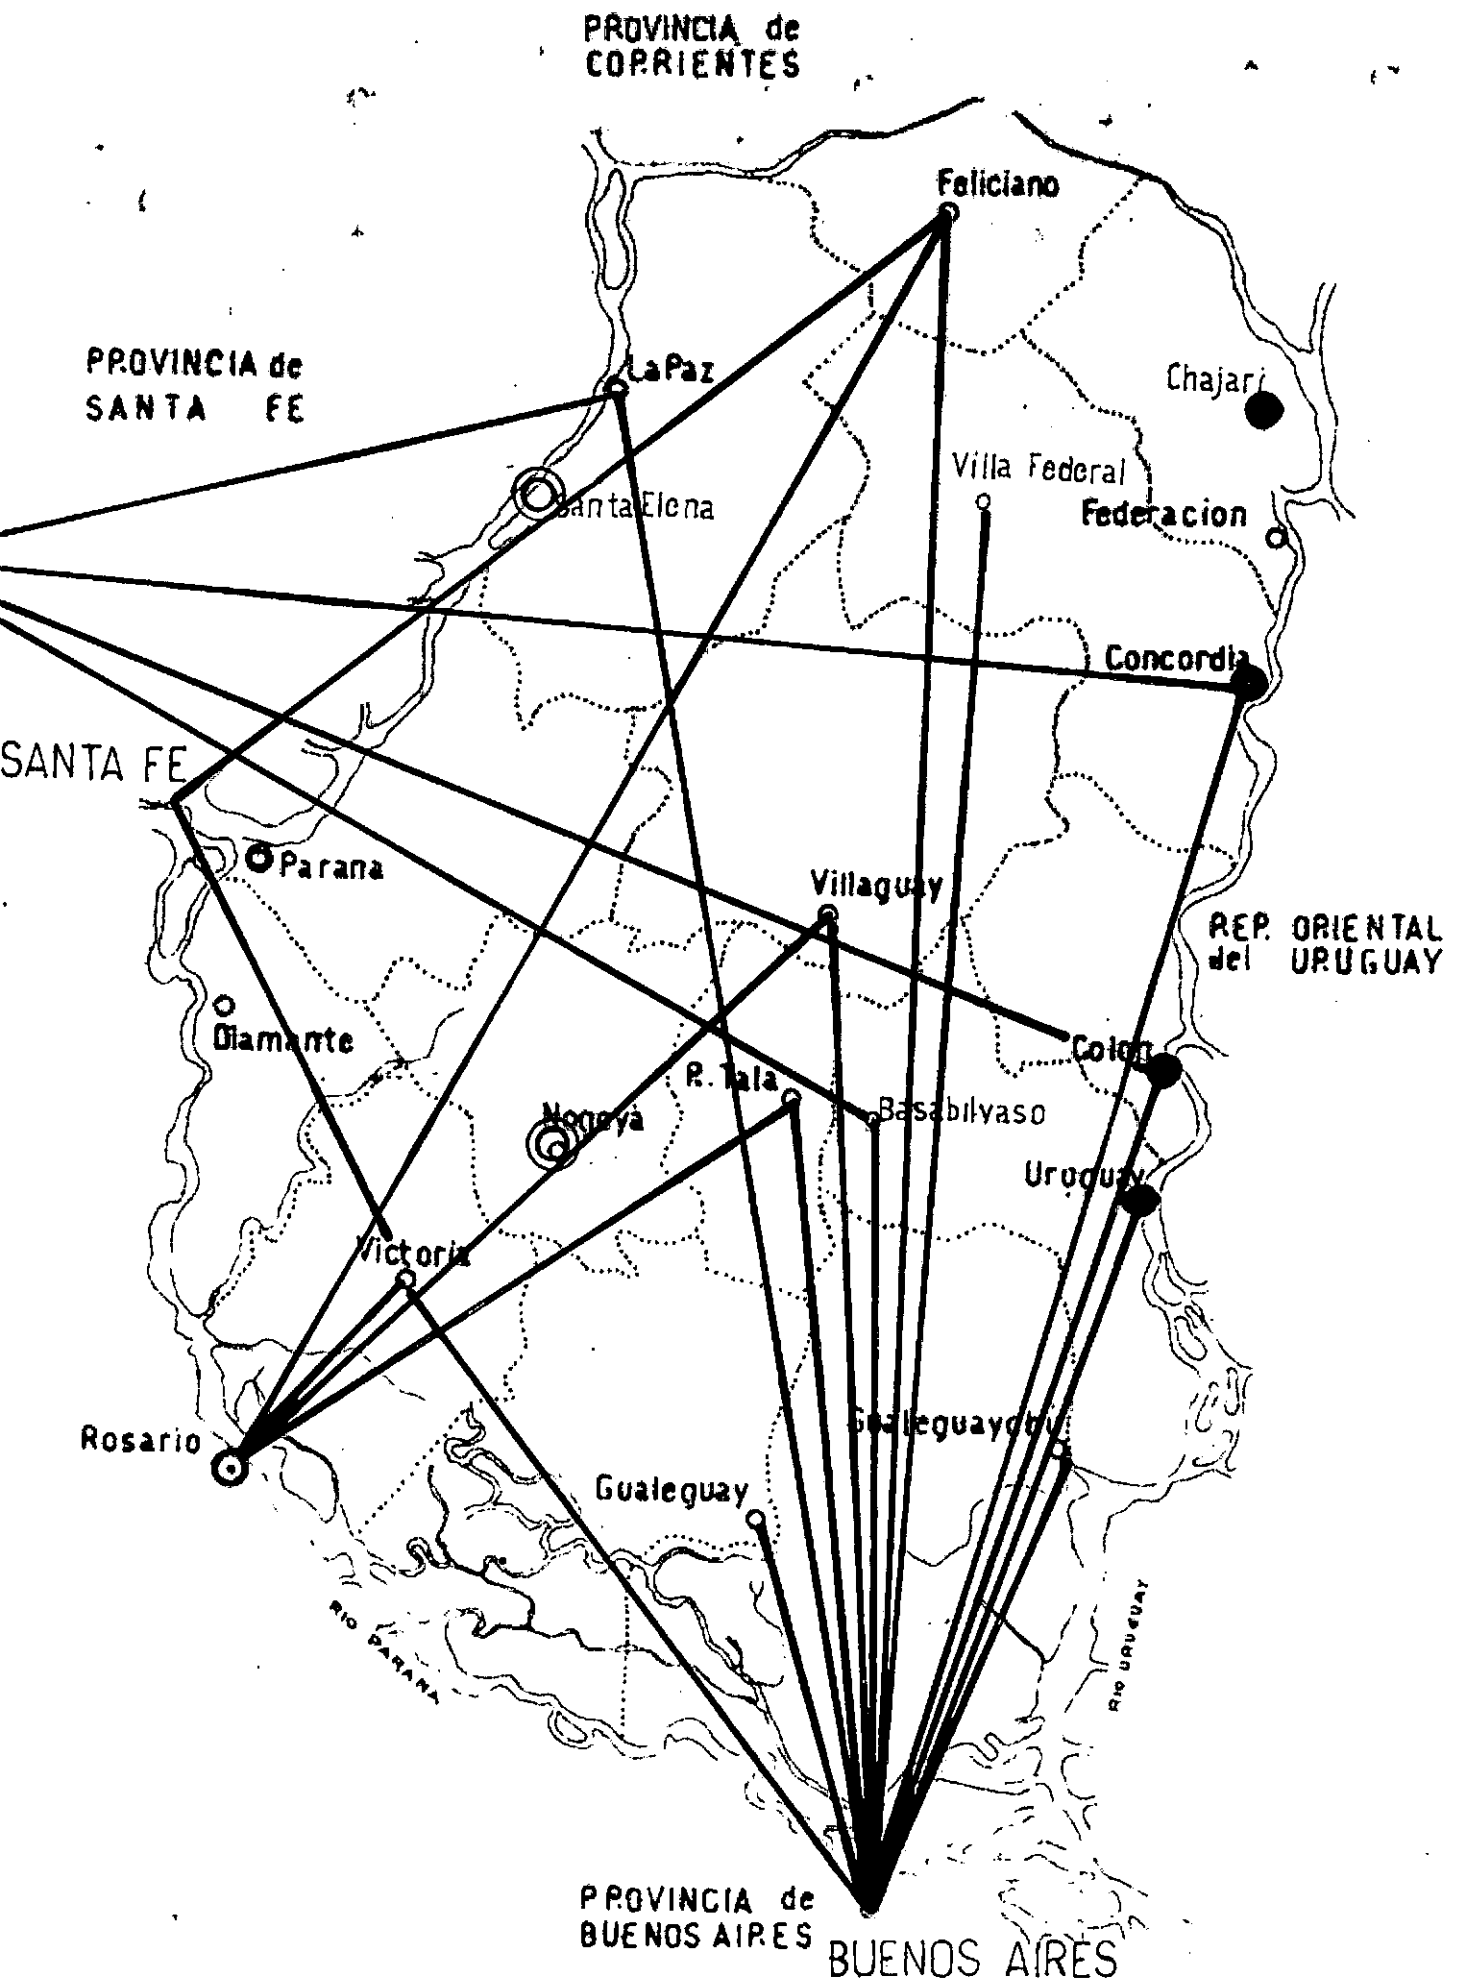 PROVINCIA de
CORRIENTES
Feliciano
PROVINCIA de
SANTA FE
La Paz
Chajari
Villa Federal
Santa Elena
Federacion
Concordia
SANTA FE
Parana
Villaguay
REP. ORIENTAL
del URUGUAY
Diamante
Colon
R. Tala
Nogoya
Basabilvaso
Uruguay
Victoria
Rosario
Gualeguaychu
Gualeguay
RIO PARANA
RIO URUGUAY
PROVINCIA de
BUENOS AIRES
BUENOS AIRES